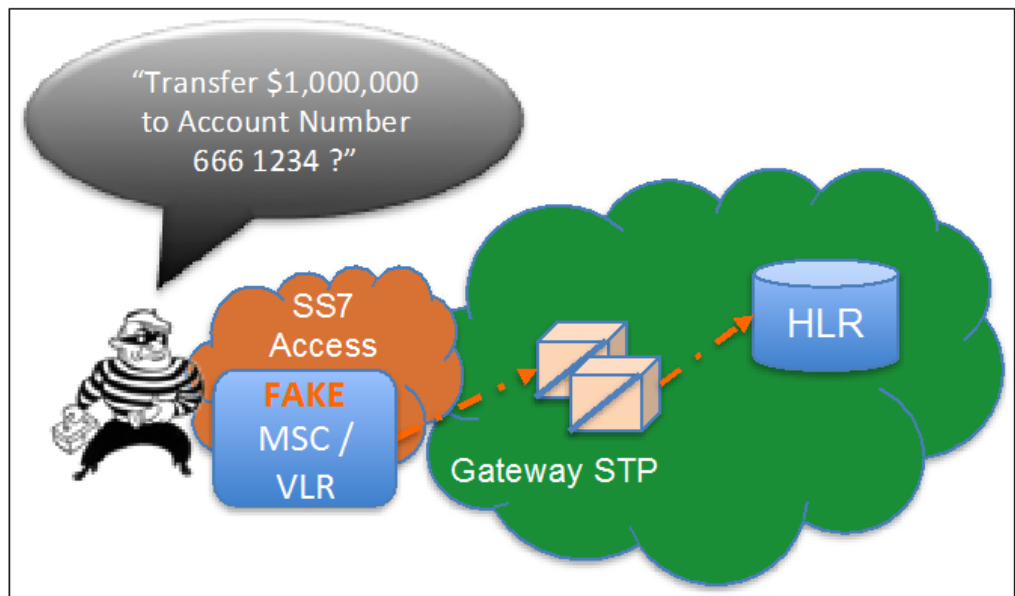 “Transfer $1,000,000
to Account Number
666 1234 ?”
SS7
Access
FAKE
MSC /
VLR
Gateway STP
HLR